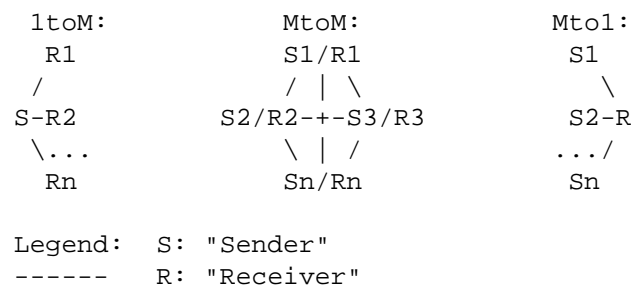 1toM:            MtoM:             Mto1:
  R1            S1/R1               S1
 /             / | \                  \
S-R2      S2/R2-+-S3/R3          S2-R
 \...          \ | /              .../
  Rn            Sn/Rn               Sn
Legend:  S: "Sender"
------   R: "Receiver"